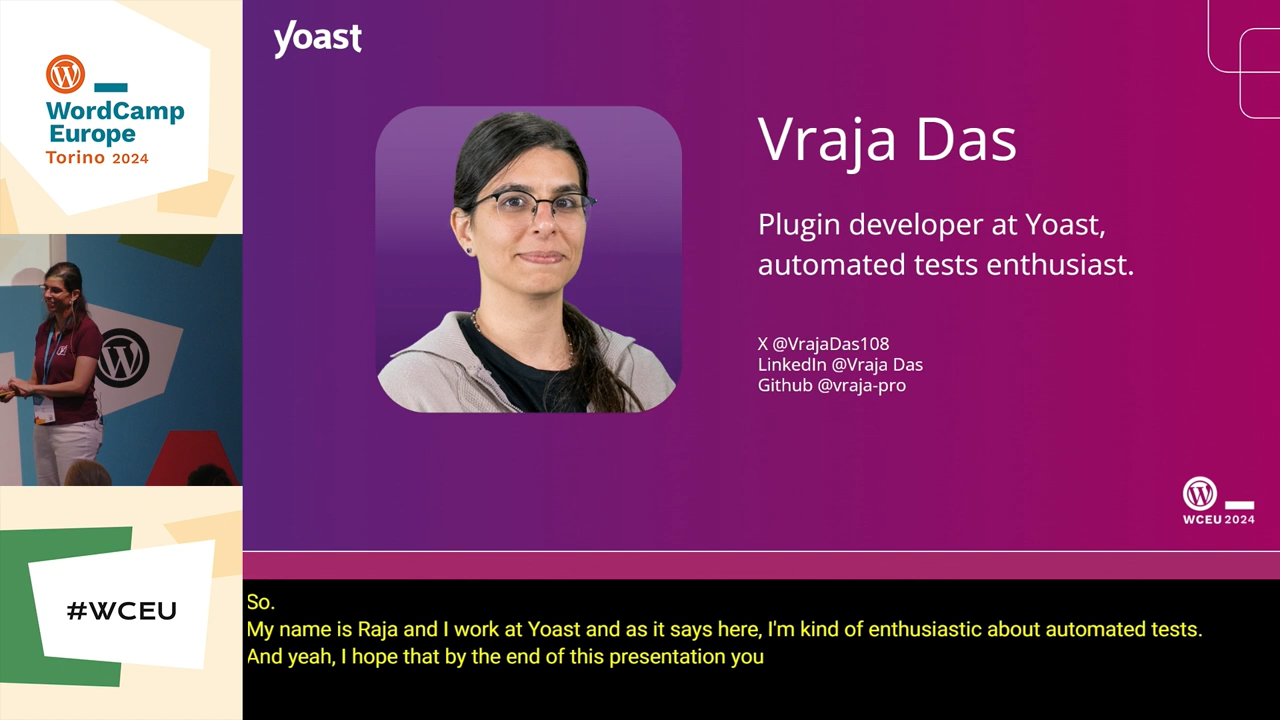 WordCamp
Europe
Torino 2024
#WCEU
yoast
Vraja Das
Plugin developer at Yoast,
automated tests enthusiast.
X @VrajaDas108
LinkedIn @Vraja Das
Github @vraja-pro
WCEU 2024
So.
My name is Raja and I work at Yoast and as it says here, I'm kind of enthusiastic about automated tests.
And yeah, I hope that by the end of this presentation you